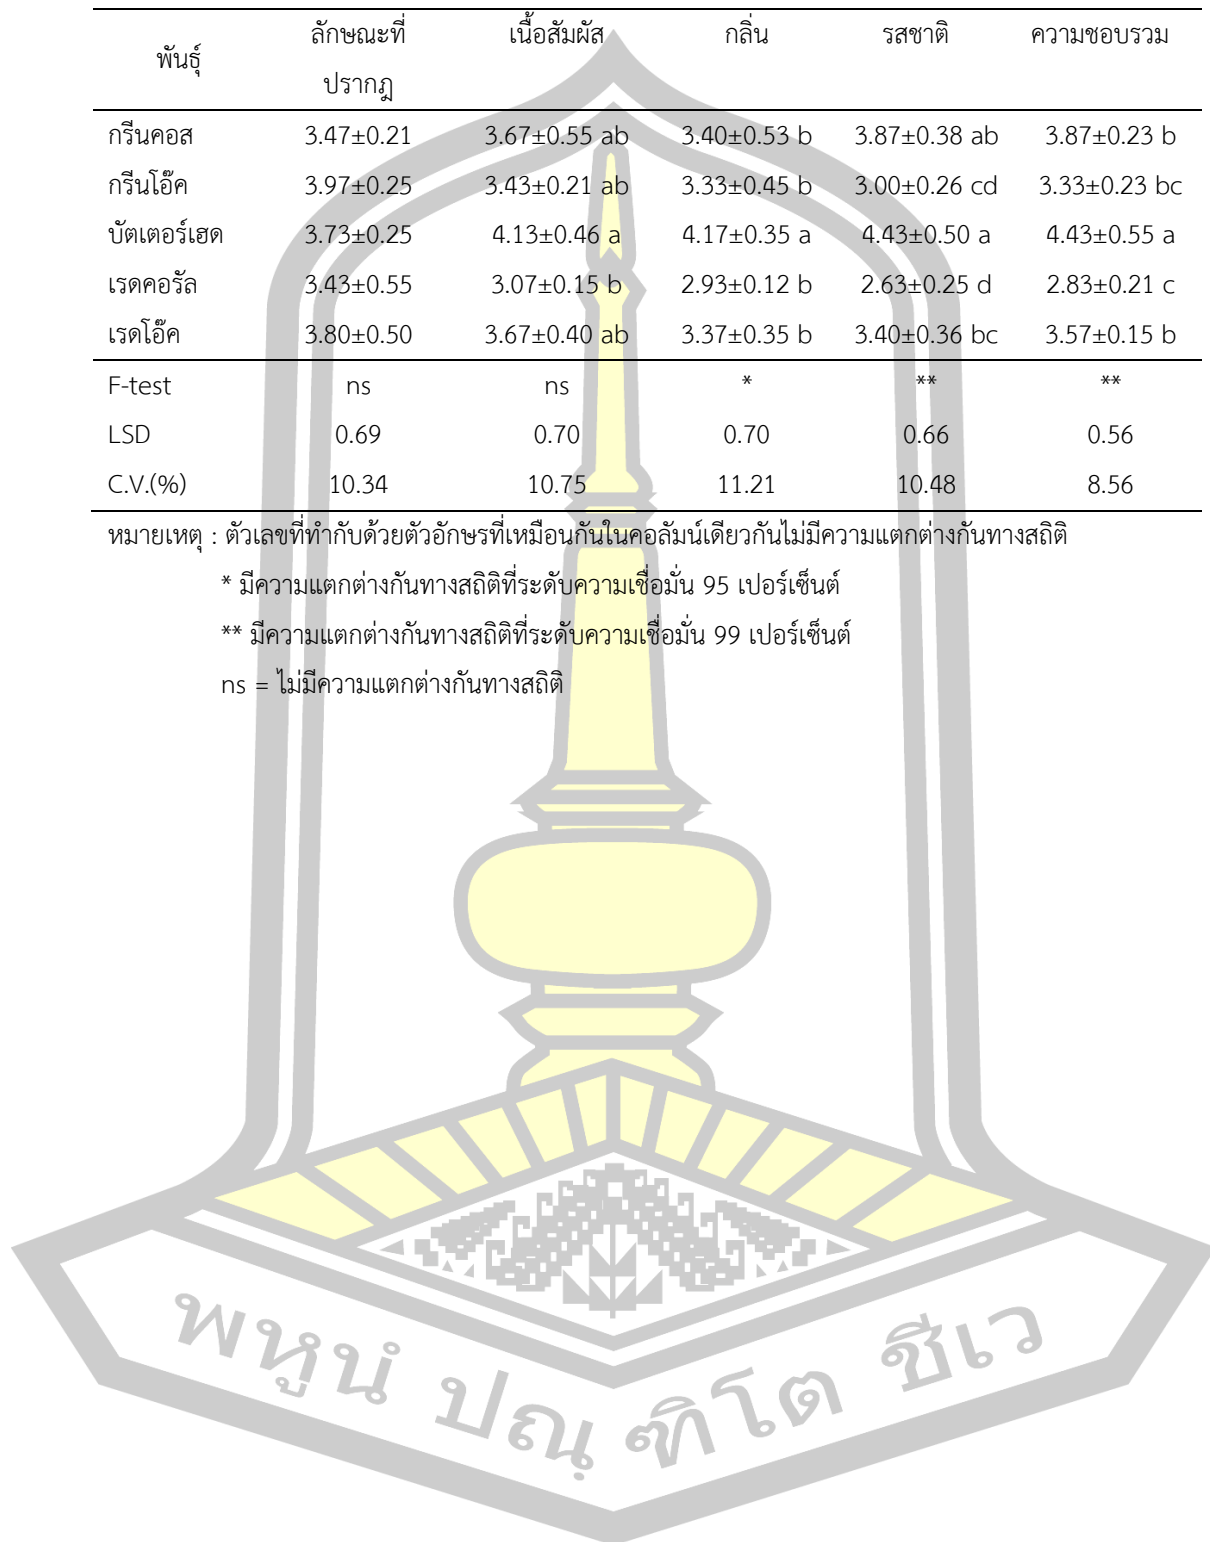 พันธุ์ ลักษณะที่ปรากฎ เนื้อสัมผัส กลิ่น รสชาติ ความชอบรวม
กรีนคอส 3.47±0.21 3.67±0.55 ab 3.40±0.53 b 3.87±0.38 ab 3.87±0.23 b
กรีนโอ๊ค 3.97±0.25 3.43±0.21 ab 3.33±0.45 b 3.00±0.26 cd 3.33±0.23 bc
บัตเตอร์เฮด 3.73±0.25 4.13±0.46 a 4.17±0.35 a 4.43±0.50 a 4.43±0.55 a
เรดคอรัล 3.43±0.55 3.07±0.15 b 2.93±0.12 b 2.63±0.25 d 2.83±0.21 c
เรดโอ๊ค 3.80±0.50 3.67±0.40 ab 3.37±0.35 b 3.40±0.36 bc 3.57±0.15 b
F-test ns ns * ** **
LSD 0.69 0.70 0.70 0.66 0.56
C.V.(%) 10.34 10.75 11.21 10.48 8.56
หมายเหตุ : ตัวเลขที่ทำกับด้วยตัวอักษรที่เหมือนกันในคอลัมน์เดียวกันไม่มีความแตกต่างกันทางสถิติ
* มีความแตกต่างกันทางสถิติที่ระดับความเชื่อมั่น 95 เปอร์เซ็นต์
** มีความแตกต่างกันทางสถิติที่ระดับความเชื่อมั่น 99 เปอร์เซ็นต์
ns = ไม่มีความแตกต่างกันทางสถิติ
พหูนํ ปณฺฑิโต ชีเว